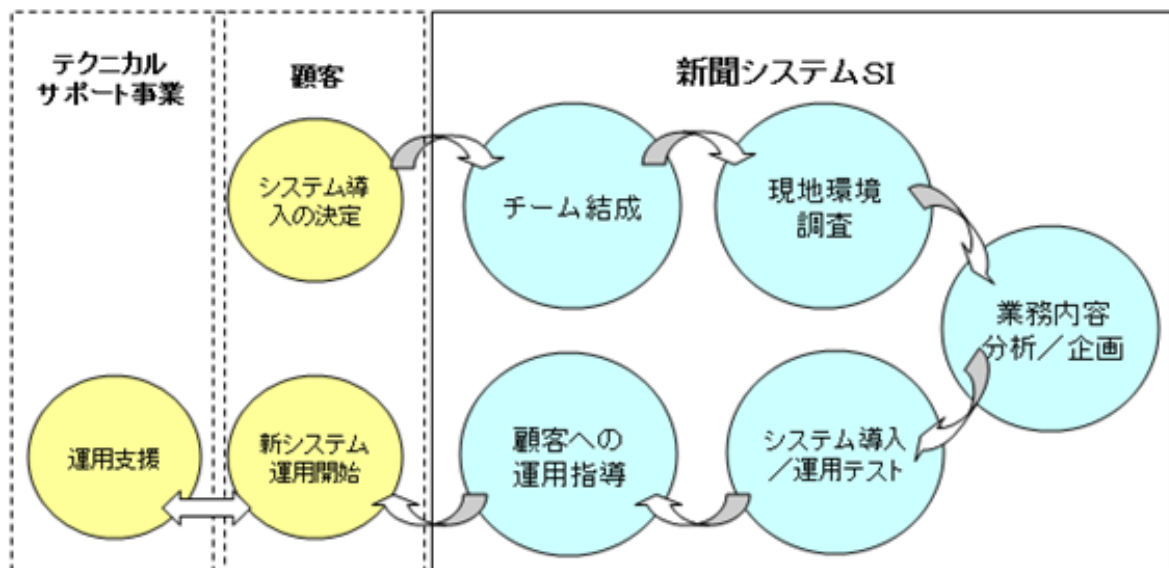 テクニカル
サポート事業
顧客
新聞システムSI
システム導
入の決定
チーム結成
現地環境
調査
業務内容
分析／企画
システム導入
／運用テスト
顧客への
運用指導
新システム
運用開始
運用支援